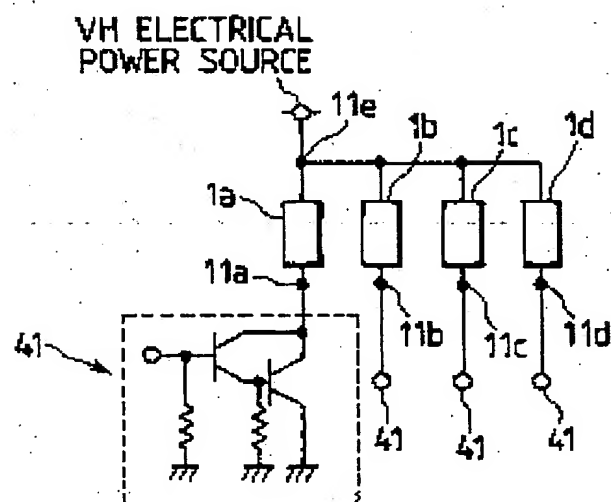 VH ELECTRICAL
POWER SOURCE
11e
1b
1c
1d
1a
11a
11b
11c
11d
41
41
41
41